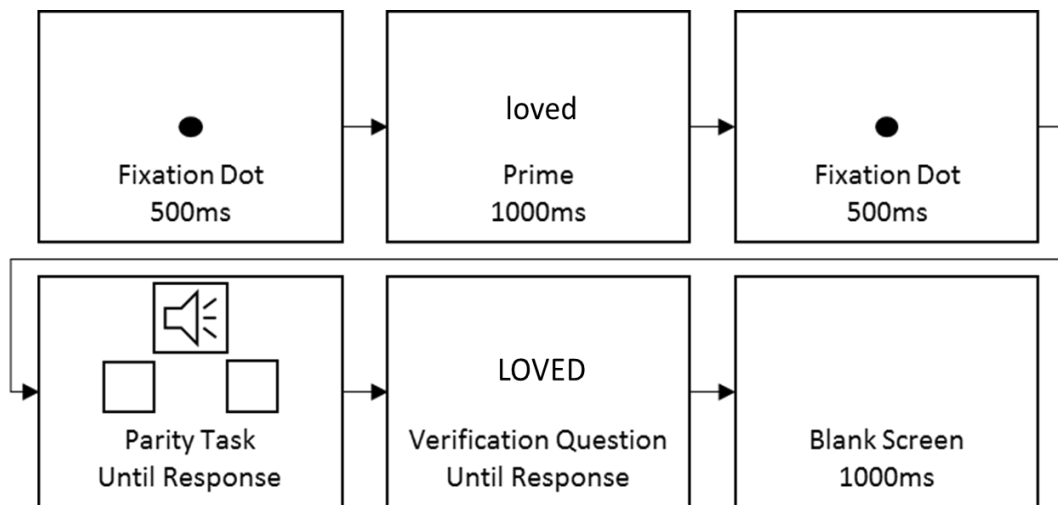 Fixation Dot
500ms
loved
Prime
1000ms
Fixation Dot
500ms
Parity Task
Until Response
LOVED
Verification Question
Until Response
Blank Screen
1000ms